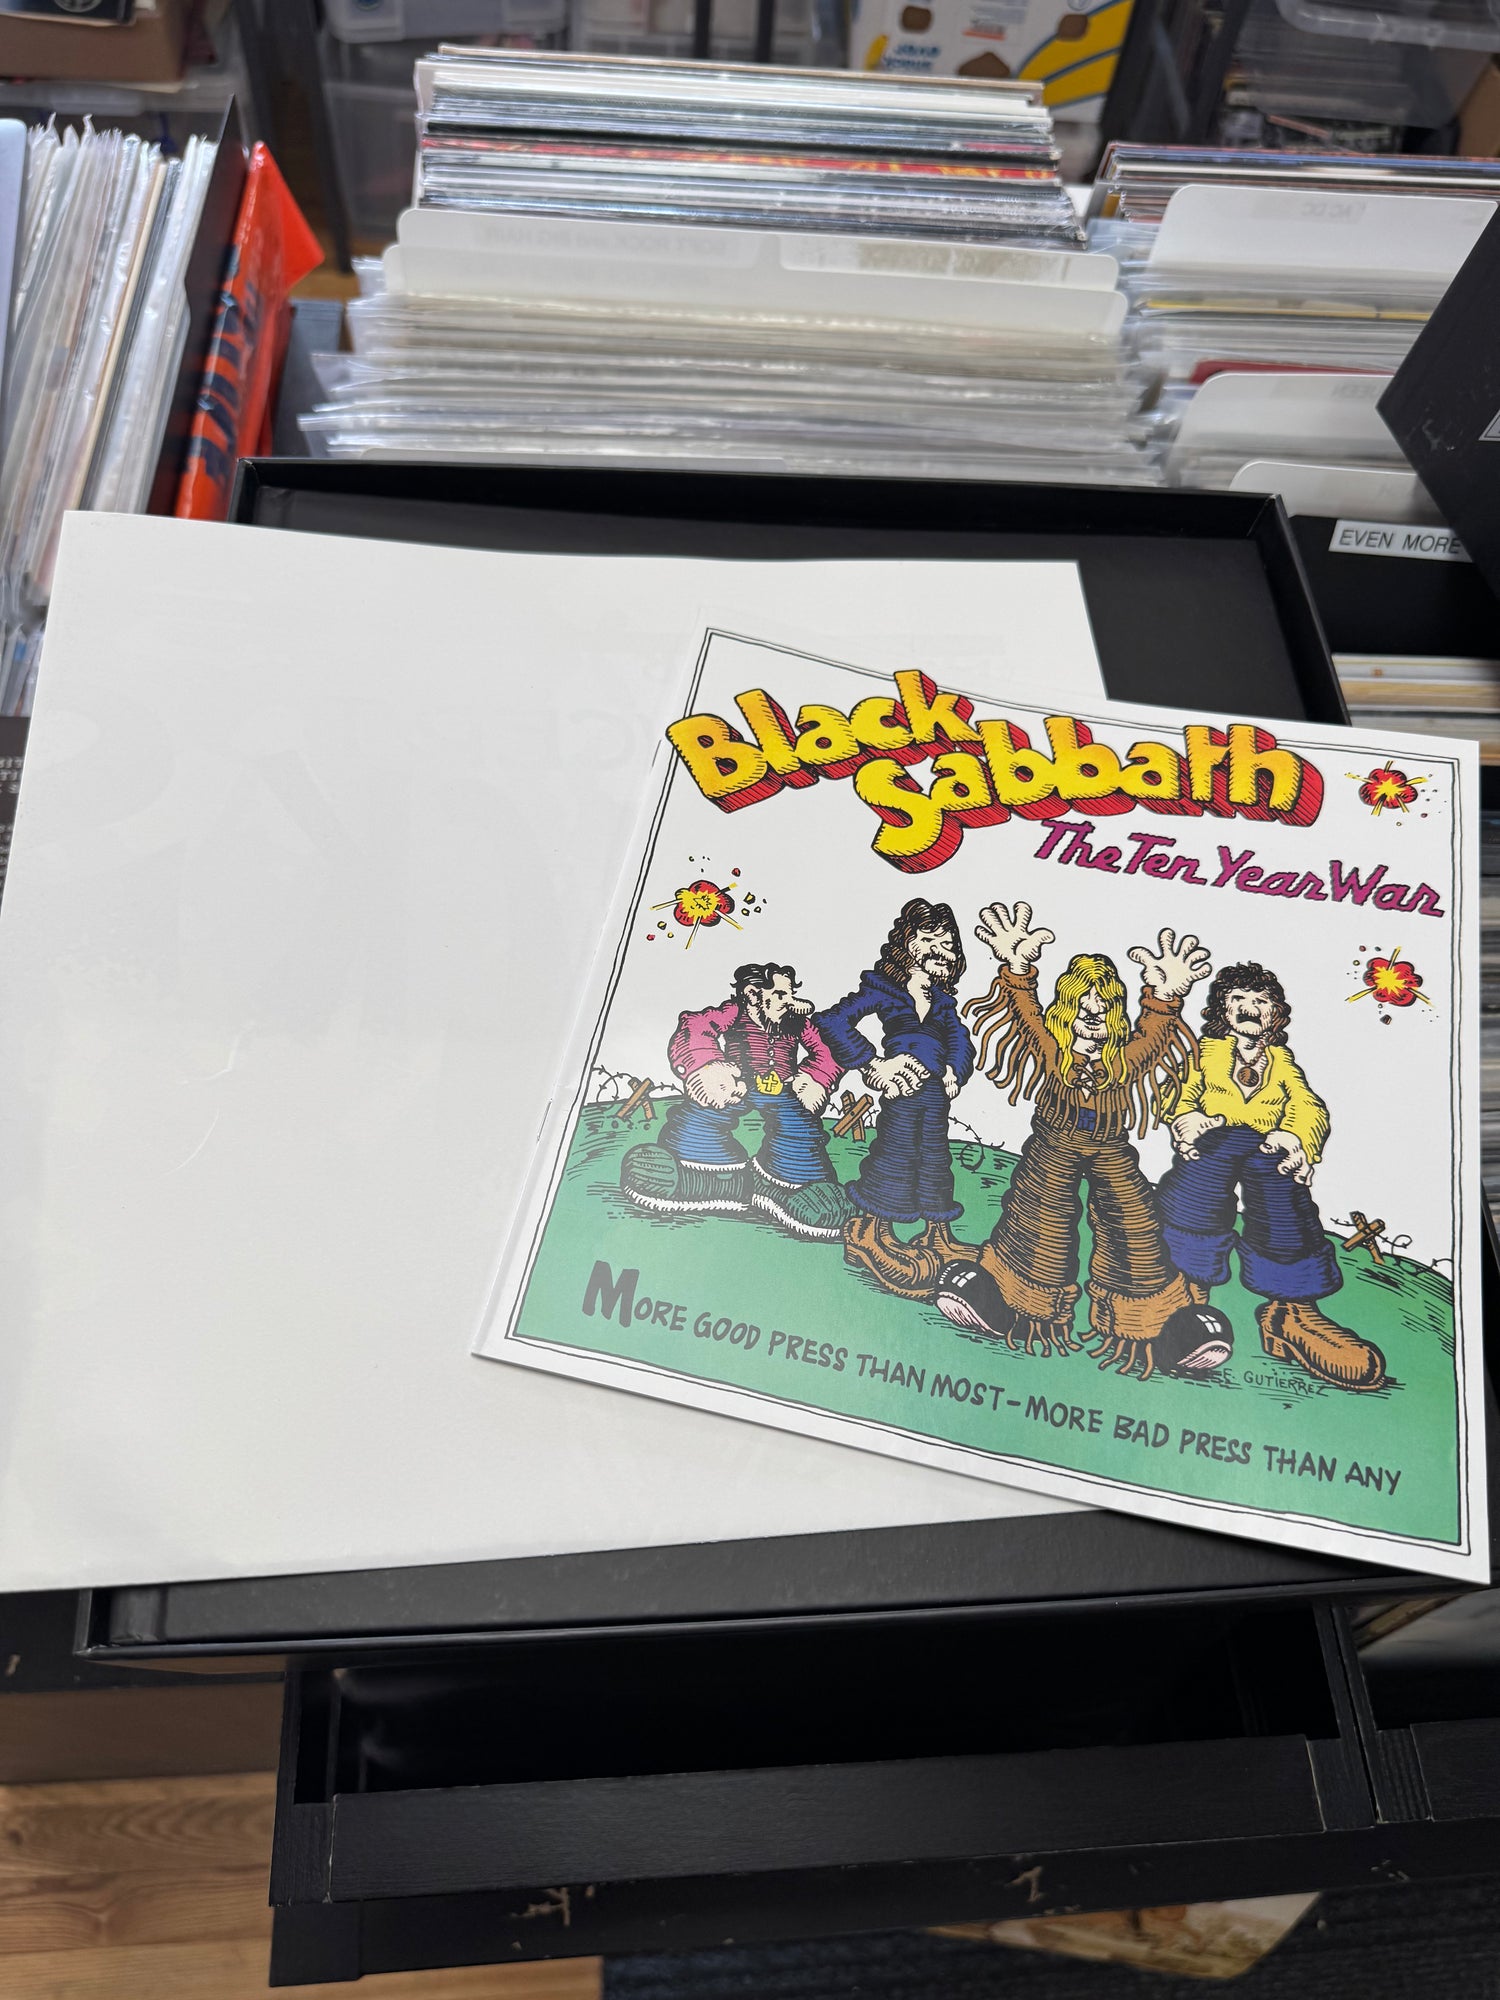 EVEN MORE
Black
Sabbath
The Ten Year War
E. GUTIERREZ
MORE GOOD PRESS THAN MOST - MORE BAD PRESS THAN ANY